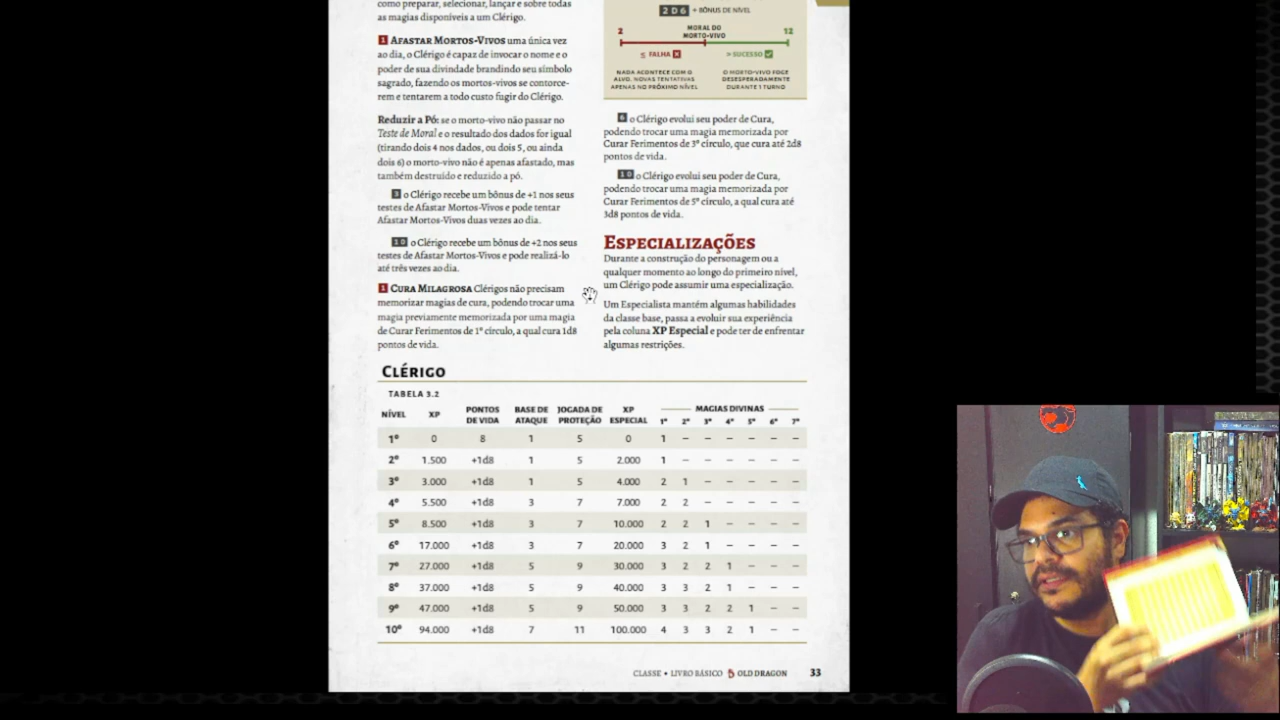 como preparar, selecionar, lançar e sobre todas
as magias disponíveis a um Clérigo.
1 AFASTAR MORTOS-VIVOS uma única vez
ao dia, o Clérigo é capaz de invocar o nome e o
poder de sua divindade brandindo seu símbolo
sagrado, fazendo os mortos-vivos se contorce-
rem e tentarem a todo custo fugir do Clérigo.
Reduzir a Pó: se o morto-vivo não passar no
Teste de Moral e o resultado dos dados for igual
(tirando dois 4 nos dados, ou dois 5, ou ainda
dois 6) o morto-vivo não é apenas afastado, mas
também destruído e reduzido a pó.
3 o Clérigo recebe um bônus de +1 nos seus
testes de Afastar Mortos-Vivos e pode tentar
Afastar Mortos-Vivos duas vezes ao dia.
10 o Clérigo recebe um bônus de +2 nos seus
testes de Afastar Mortos-Vivos e pode realizá-lo
até três vezes ao dia.
1 CURA MILAGROSA Clérigos não precisam
memorizar magias de cura, podendo trocar uma
magia previamente memorizada por uma magia
de Curar Ferimentos de 1º círculo, a qual cura 1d8
pontos de vida.
2D6 + BÔNUS DE NÍVEL
2 MORAL DO 12
MORTO-VIVO
≤ FALHA > SUCESSO
NADA ACONTECE COM O O MORTO-VIVO FOGE
ALVO. NOVAS TENTATIVAS DESESPERADAMENTE
APENAS NO PRÓXIMO NÍVEL DURANTE 1 TURNO
6 o Clérigo evolui seu poder de Cura,
podendo trocar uma magia memorizada por
Curar Ferimentos de 3º círculo, que cura até 2d8
pontos de vida.
10 o Clérigo evolui seu poder de Cura,
podendo trocar uma magia memorizada por
Curar Ferimentos de 5º círculo, a qual cura até
3d8 pontos de vida.
ESPECIALIZAÇÕES
Durante a construção do personagem ou a
qualquer momento ao longo do primeiro nível,
um Clérigo pode assumir uma especialização.
Um Especialista mantém algumas habilidades
da classe base, passa a evoluir sua experiência
pela coluna XP Especial e pode ter de enfrentar
algumas restrições.
CLÉRIGO
TABELA 3.2
NÍVEL XP PONTOS DE VIDA BASE DE ATAQUE JOGADA DE PROTEÇÃO XP ESPECIAL MAGIAS DIVINAS
1º 2º 3º 4º 5º 6º 7º
1º 0 8 1 5 0 1 – – – – – –
2º 1.500 +1d8 1 5 2.000 1 – – – – – –
3º 3.000 +1d8 1 5 4.000 2 1 – – – – –
4º 5.500 +1d8 3 7 7.000 2 2 – – – – –
5º 8.500 +1d8 3 7 10.000 2 2 1 – – – –
6º 17.000 +1d8 3 7 20.000 3 2 1 – – – –
7º 27.000 +1d8 5 9 30.000 3 2 2 1 – – –
8º 37.000 +1d8 5 9 40.000 3 3 2 1 – – –
9º 47.000 +1d8 5 9 50.000 3 3 2 2 1 – –
10º 94.000 +1d8 7 11 100.000 4 3 3 2 1 – –
CLASSE • LIVRO BÁSICO OLD DRAGON 33